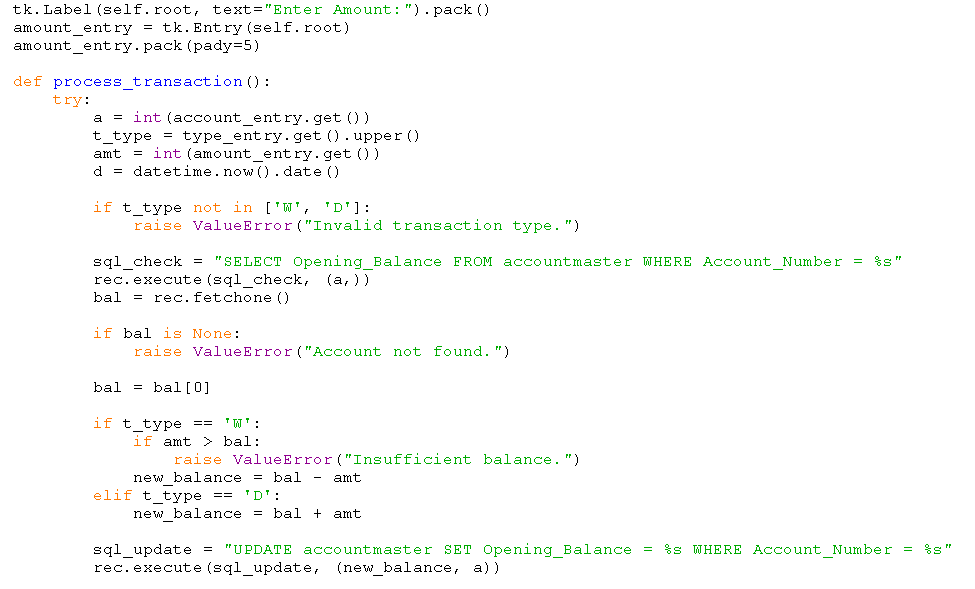 tk.Label(self.root, text="Enter Amount:").pack()
amount_entry = tk.Entry(self.root)
amount_entry.pack(pady=5)

def process_transaction():
    try:
        a = int(account_entry.get())
        t_type = type_entry.get().upper()
        amt = int(amount_entry.get())
        d = datetime.now().date()

        if t_type not in ['W', 'D']:
            raise ValueError("Invalid transaction type.")

        sql_check = "SELECT Opening_Balance FROM accountmaster WHERE Account_Number = %s"
        rec.execute(sql_check, (a,))
        bal = rec.fetchone()

        if bal is None:
            raise ValueError("Account not found.")

        bal = bal[0]

        if t_type == 'W':
            if amt > bal:
                raise ValueError("Insufficient balance.")
            new_balance = bal - amt
        elif t_type == 'D':
            new_balance = bal + amt

        sql_update = "UPDATE accountmaster SET Opening_Balance = %s WHERE Account_Number = %s"
        rec.execute(sql_update, (new_balance, a))